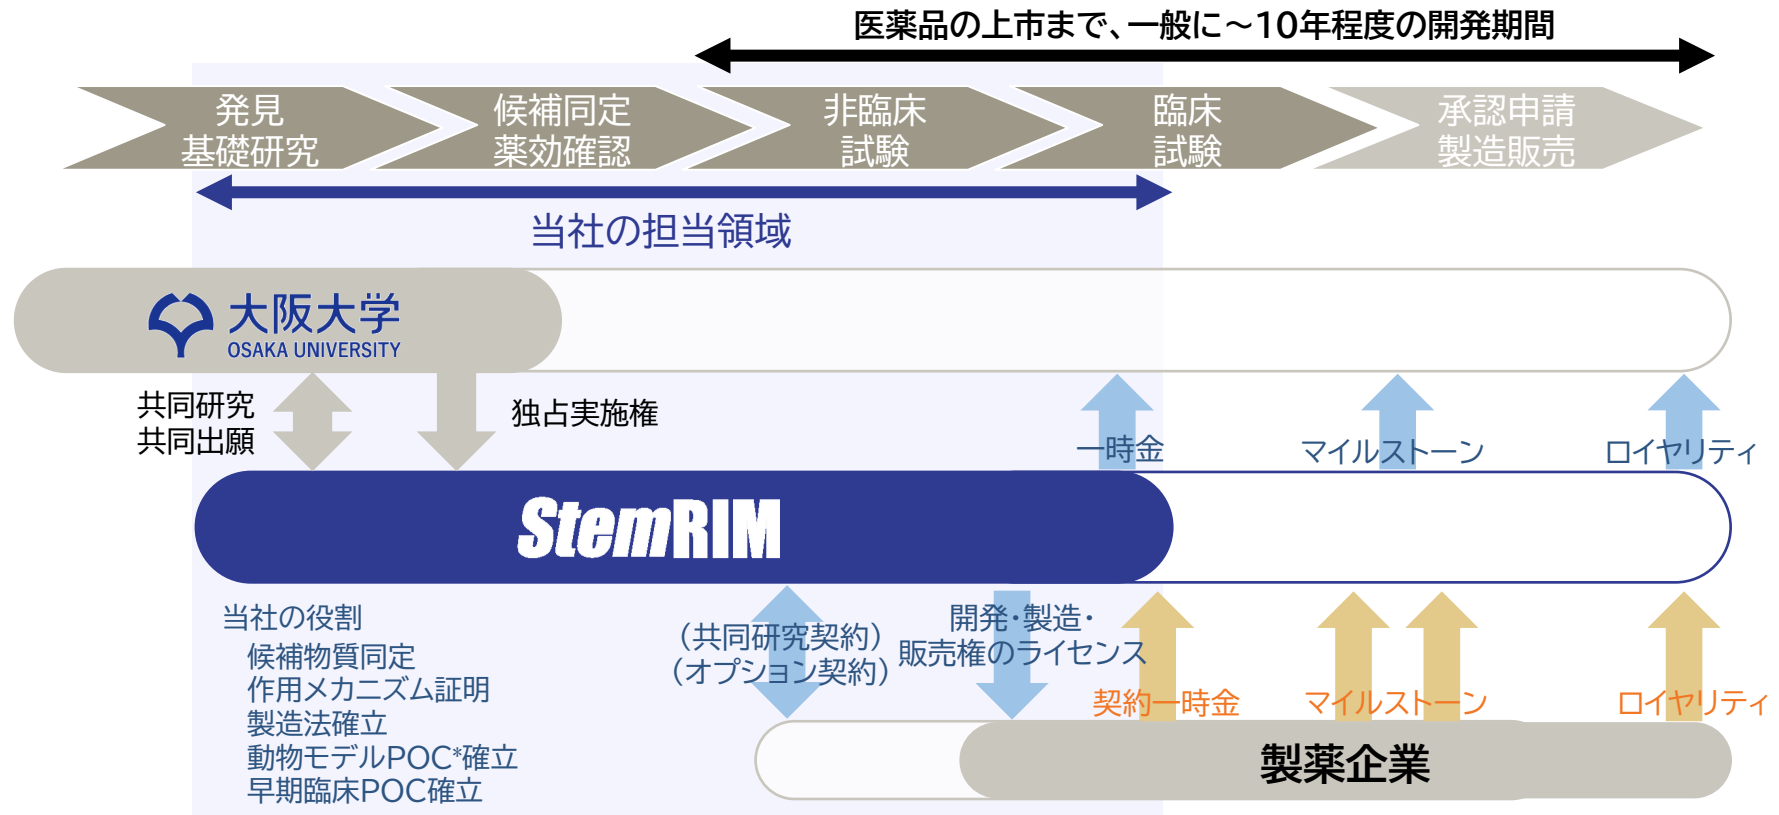 医薬品の上市まで、一般に～10年程度の開発期間
発見
基礎研究
候補同定
薬効確認
非臨床
試験
臨床
試験
承認申請
製造販売
当社の担当領域
大阪大学
OSAKA UNIVERSITY
共同研究
共同出願
独占実施権
一時金
マイルストーン
ロイヤリティ
StemRIM
当社の役割
候補物質同定
作用メカニズム証明
製造法確立
動物モデルPOC*確立
早期臨床POC確立
（共同研究契約）
（オプション契約）
開発・製造・
販売権のライセンス
契約一時金
マイルストーン
ロイヤリティ
製薬企業